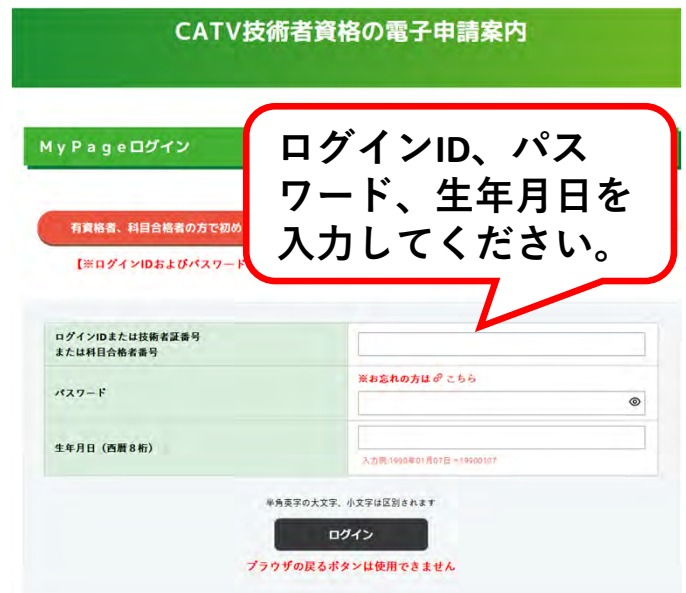 CATV技術者資格の電子申請案内
MyPageログイン
ログインID、パス
ワード、生年月日を
入力してください。
有資格者、科目合格者の方で初め
【※ログインIDおよびパスワード
ログインIDまたは技術者証番号
または科目合格者番号
※お忘れの方はこちら
パスワード
生年月日（西暦８桁）
入力例:1990年01月07日→19900107
半角英字の大文字、小文字は区別されます
ログイン
ブラウザの戻るボタンは使用できません